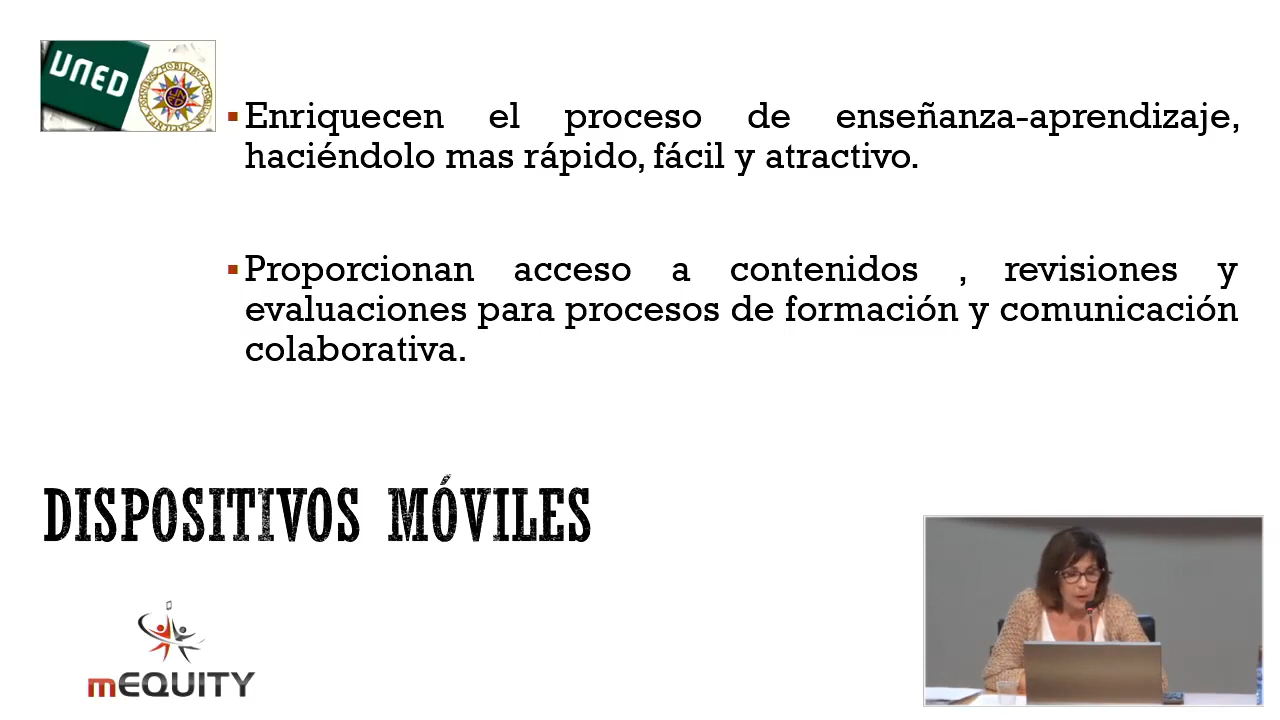 UNED
Enriquecen el proceso de enseñanza-aprendizaje,
haciéndolo mas rápido, fácil y atractivo.
Proporcionan acceso a contenidos , revisiones y
evaluaciones para procesos de formación y comunicación
colaborativa.
DISPOSITIVOS MÓVILES
mEQUITY